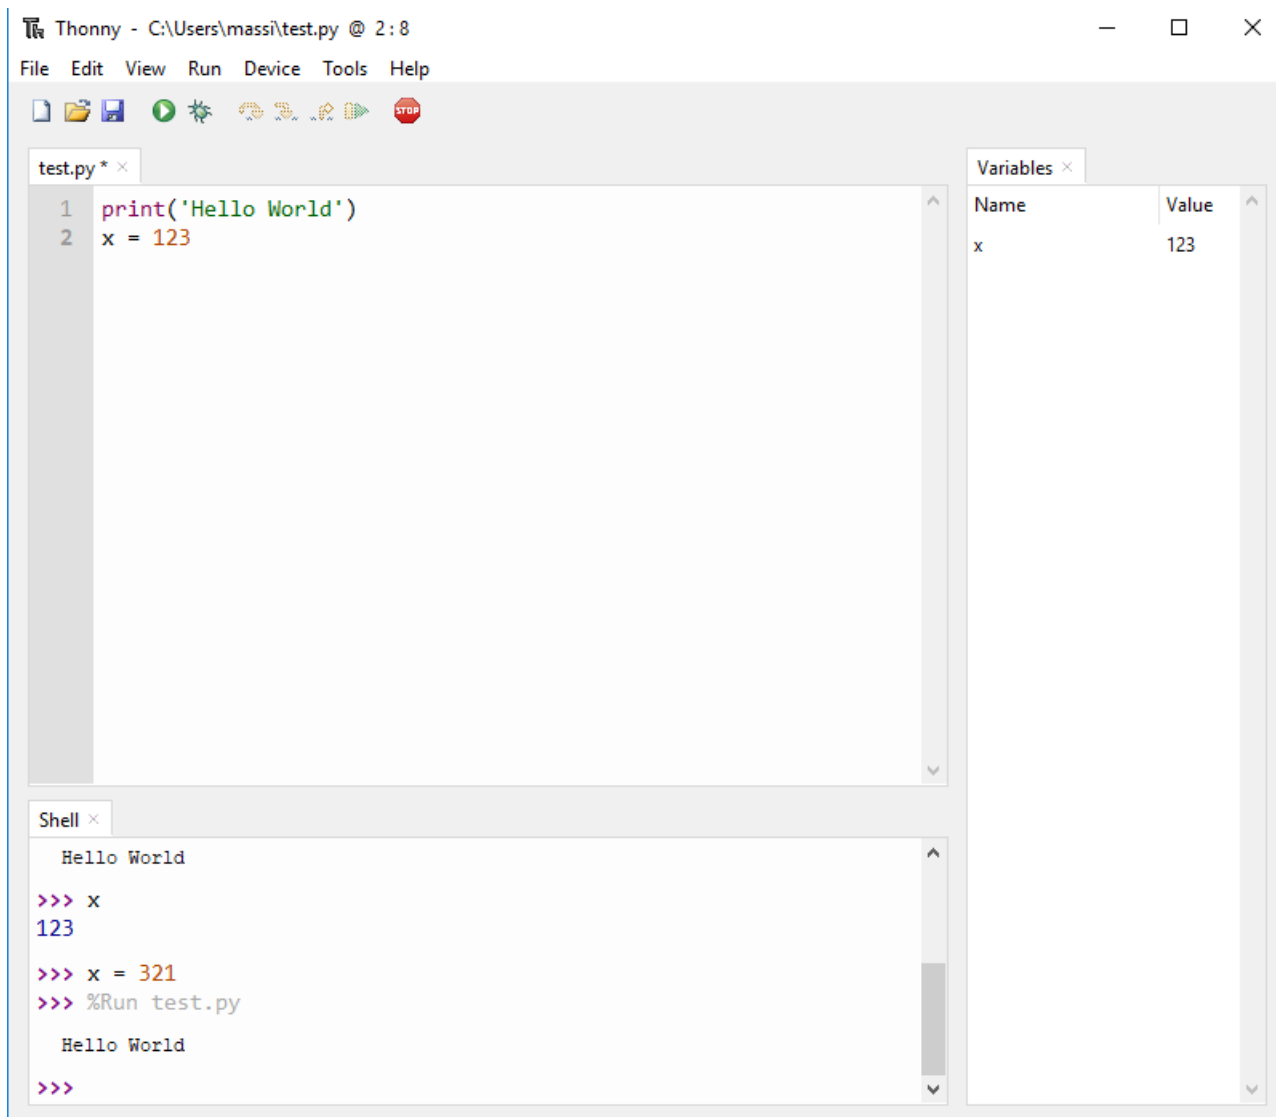 Thonny - C:\Users\massi\test.py @ 2:8
File Edit View Run Device Tools Help
STOP
test.py *
1 print('Hello World')
2 x = 123
Variables
Name Value
x 123
Shell
Hello World
>>> x
123
>>> x = 321
>>> %Run test.py
Hello World
>>>